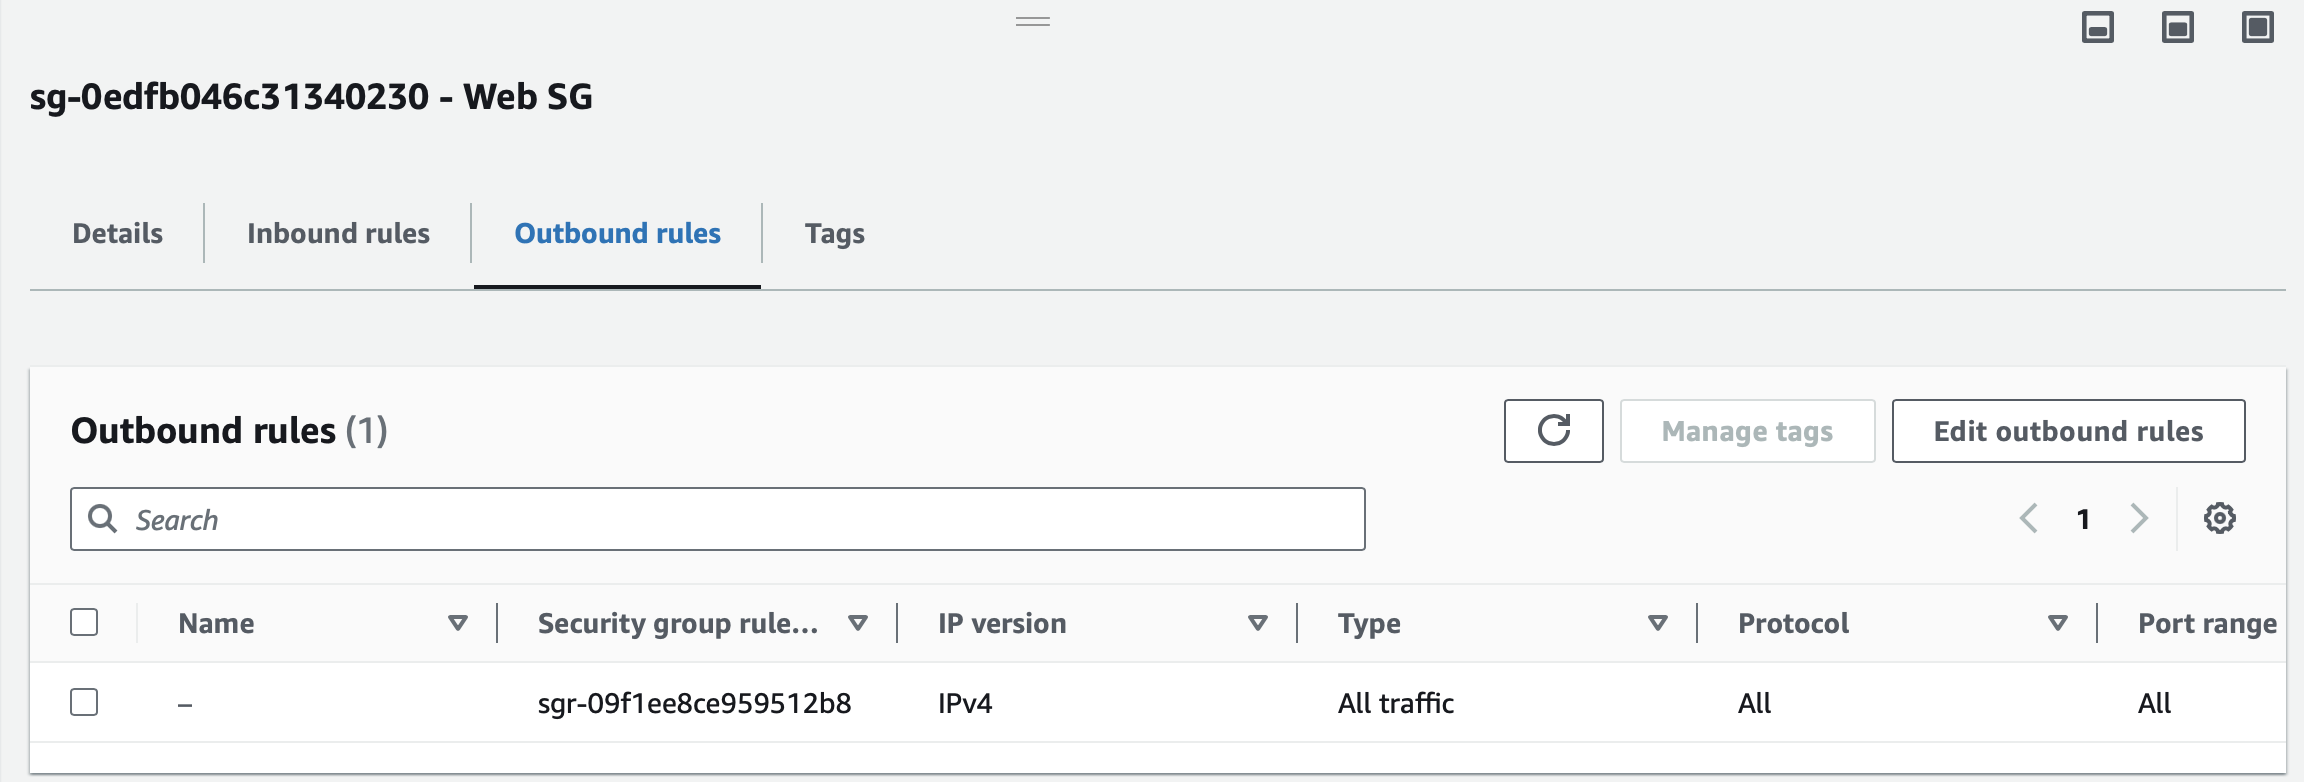 sg-0edfb046c31340230 - Web SG
Details Inbound rules Outbound rules Tags
Outbound rules (1) Manage tags Edit outbound rules
Search 1
Name Security group rule... IP version Type Protocol Port range
– sgr-09f1ee8ce959512b8 IPv4 All traffic All All